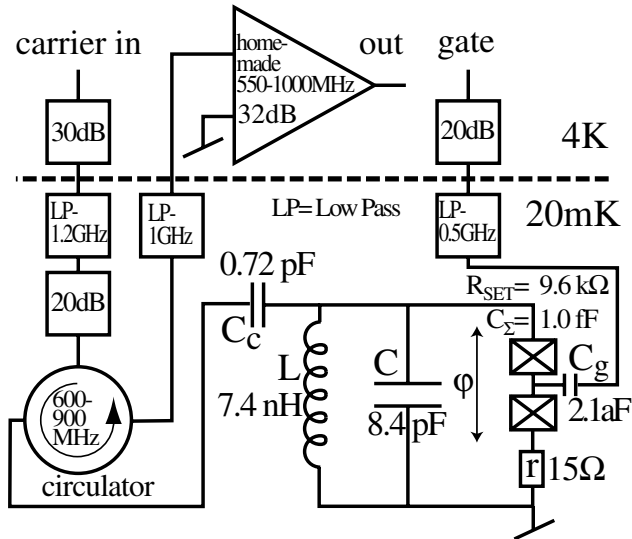 carrier in
home-
made
550-1000MHz
32dB
out
gate
30dB
20dB
4K
LP-
1.2GHz
LP-
1GHz
LP= Low Pass
LP-
0.5GHz
20mK
20dB
0.72 pF
C_c
R_SET= 9.6 kΩ
C_Σ= 1.0 fF
L
7.4 nH
C
8.4 pF
φ
C_g
2.1aF
600-
900
MHz
circulator
r
15Ω